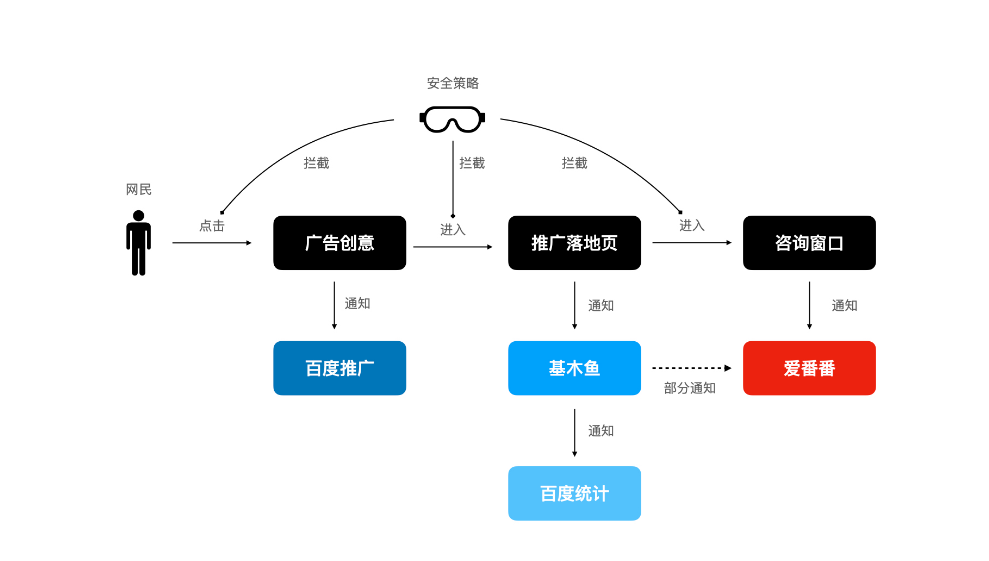 安全策略
拦截
拦截
拦截
网民
点击
进入
进入
广告创意
推广落地页
咨询窗口
通知
通知
通知
百度推广
基木鱼
爱番番
部分通知
通知
百度统计